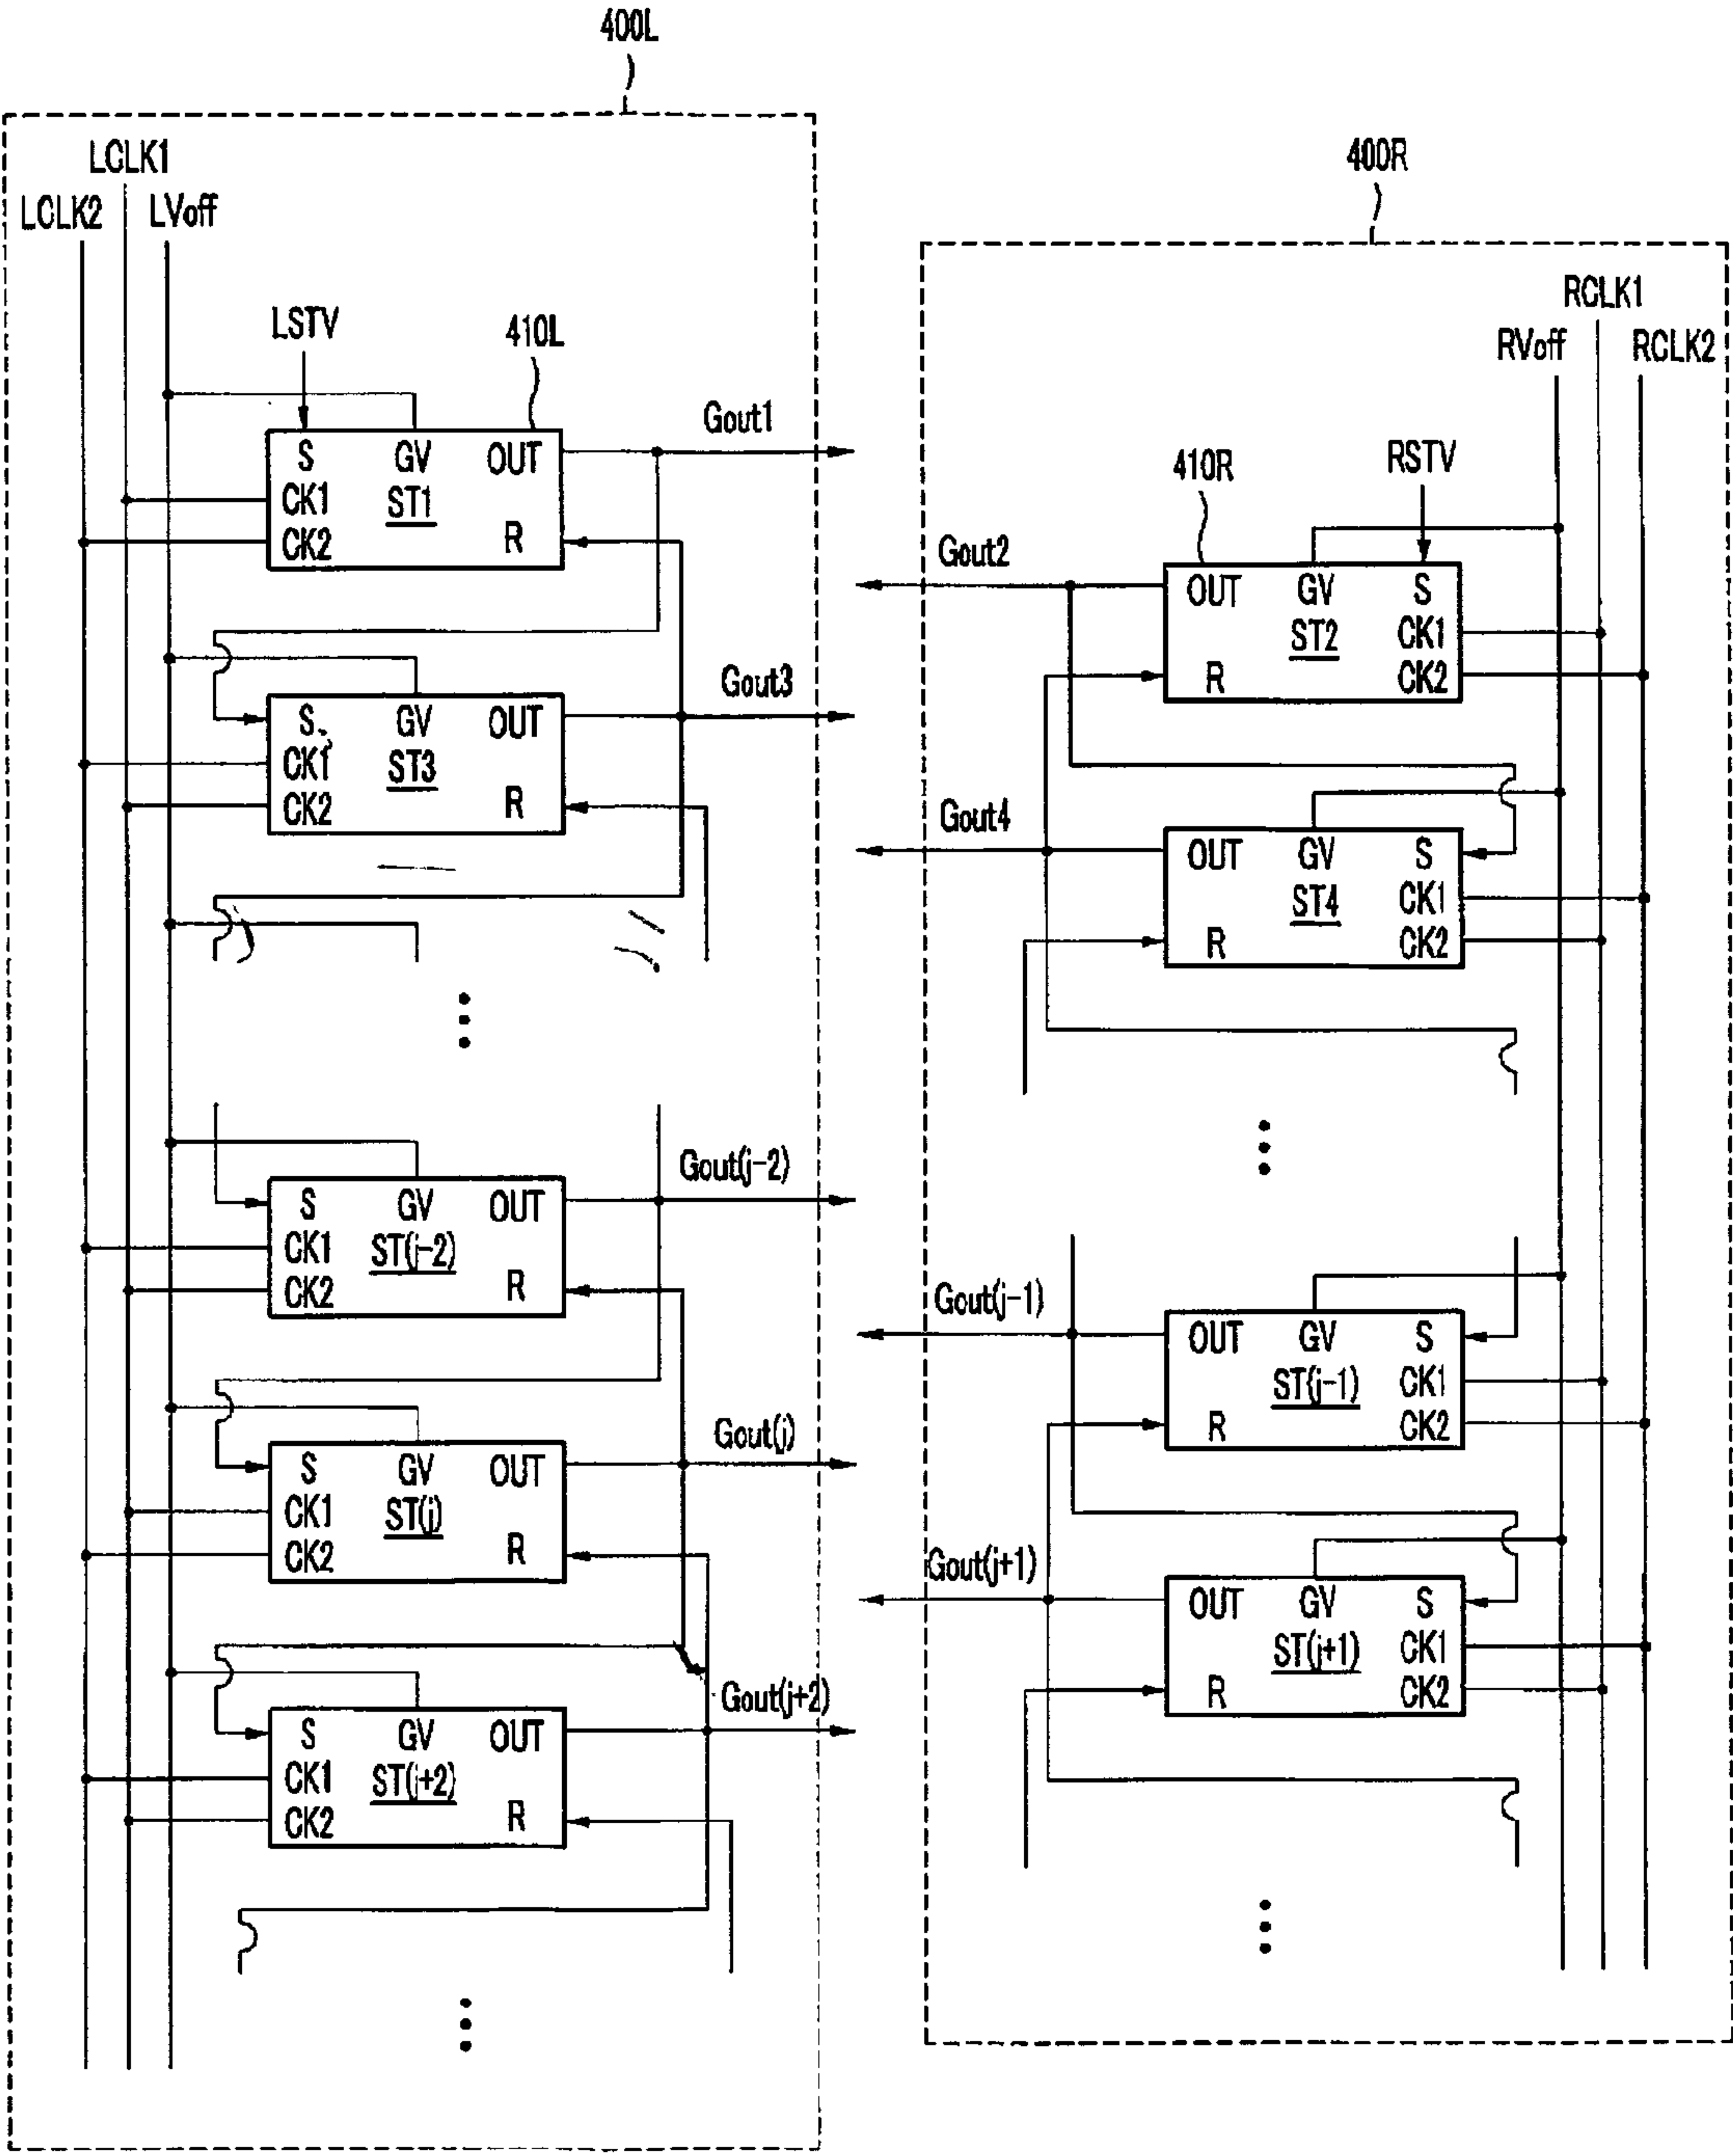 400L
400R
LCLK1
LCLK2 LVoff
RCLK1
RVoff RCLK2
LSTV 410L
Gout1
S GV OUT
CK1 ST1
CK2 R
410R RSTV
Gout2
OUT GV S
ST2 CK1
R CK2
Gout3
S GV OUT
CK1 ST3
CK2 R
Gout4
OUT GV S
ST4 CK1
R CK2
Gout(j-2)
S GV OUT
CK1 ST(j-2)
CK2 R
Gout(j-1)
OUT GV S
ST(j-1) CK1
R CK2
Gout(j)
S GV OUT
CK1 ST(j)
CK2 R
Gout(j+1)
OUT GV S
ST(j+1) CK1
R CK2
Gout(j+2)
S GV OUT
CK1 ST(j+2)
CK2 R